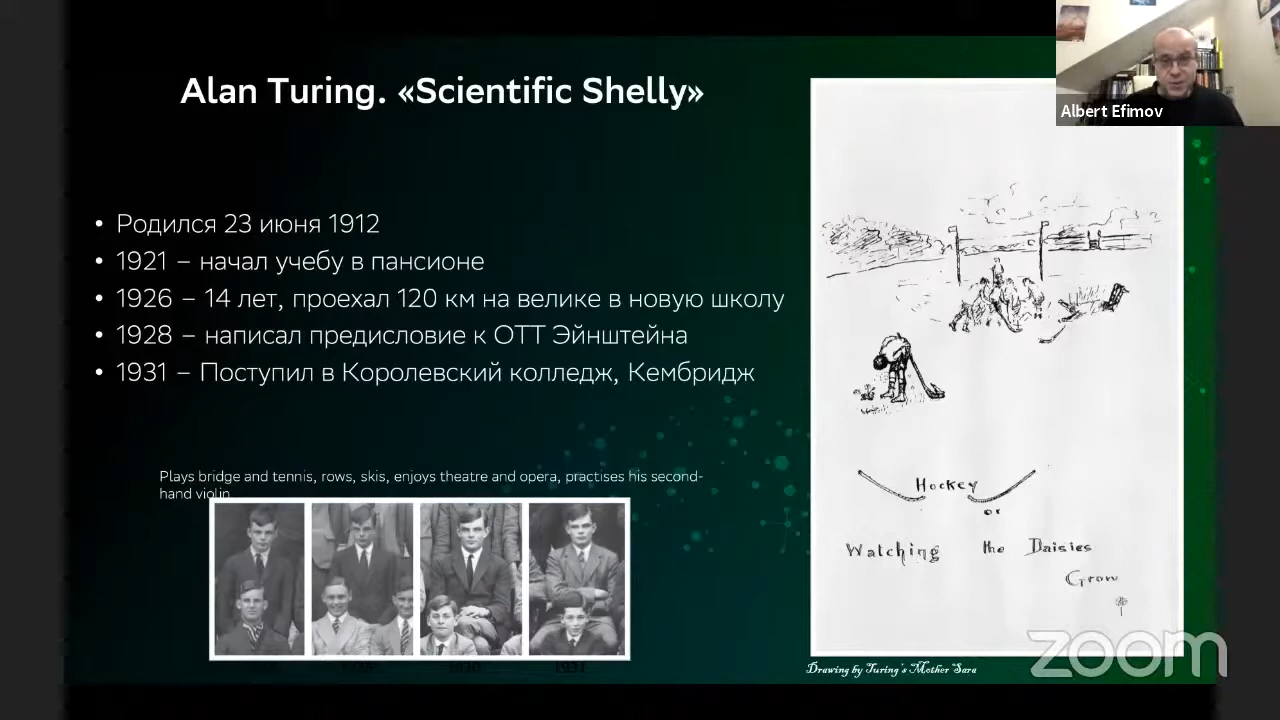 Alan Turing. «Scientific Shelly»
Albert Efimov
• Родился 23 июня 1912
• 1921 – начал учебу в пансионе
• 1926 – 14 лет, проехал 120 км на велике в новую школу
• 1928 – написал предисловие к ОТТ Эйнштейна
• 1931 – Поступил в Королевский колледж, Кембридж
Plays bridge and tennis, rows, skis, enjoys theatre and opera, practises his second-
hand violin
1930 1931
Hockey
or
Watching the Daisies
Grow
Drawing by Turing's Mother Sara
zoom